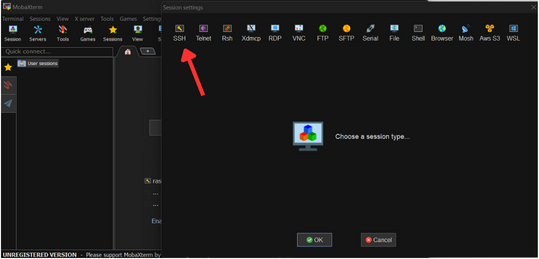 MobaXterm
Terminal Sessions View X server Tools Games Setting
Session Servers Tools Games Sessions View
Quick connect...
User sessions
ras
...
...
Ena
UNREGISTERED VERSION - Please support MobaXterm by
Session settings
SSH Telnet Rsh Xdmcp RDP VNC FTP SFTP Serial File Shell Browser Mosh Aws S3 WSL
Choose a session type...
OK Cancel